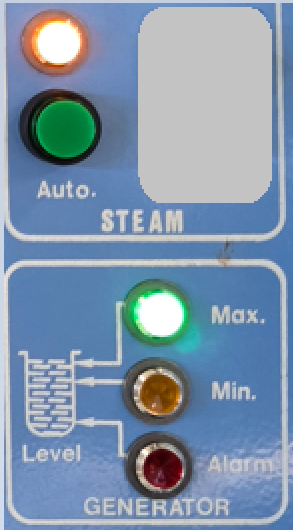 Auto.
STEAM
Max.
Min.
Level
Alarm
GENERATOR